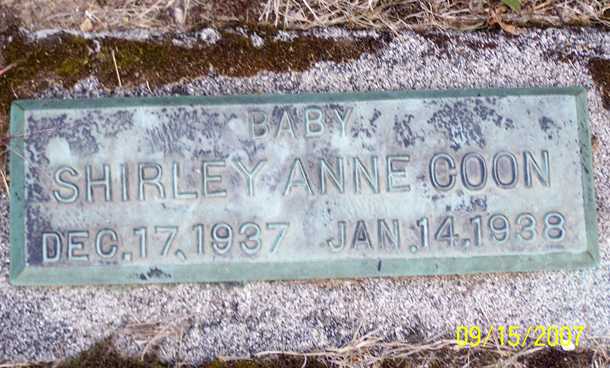 BABY
SHIRLEY ANNE COON
DEC. 17, 1937 JAN. 14, 1938
09/15/2007